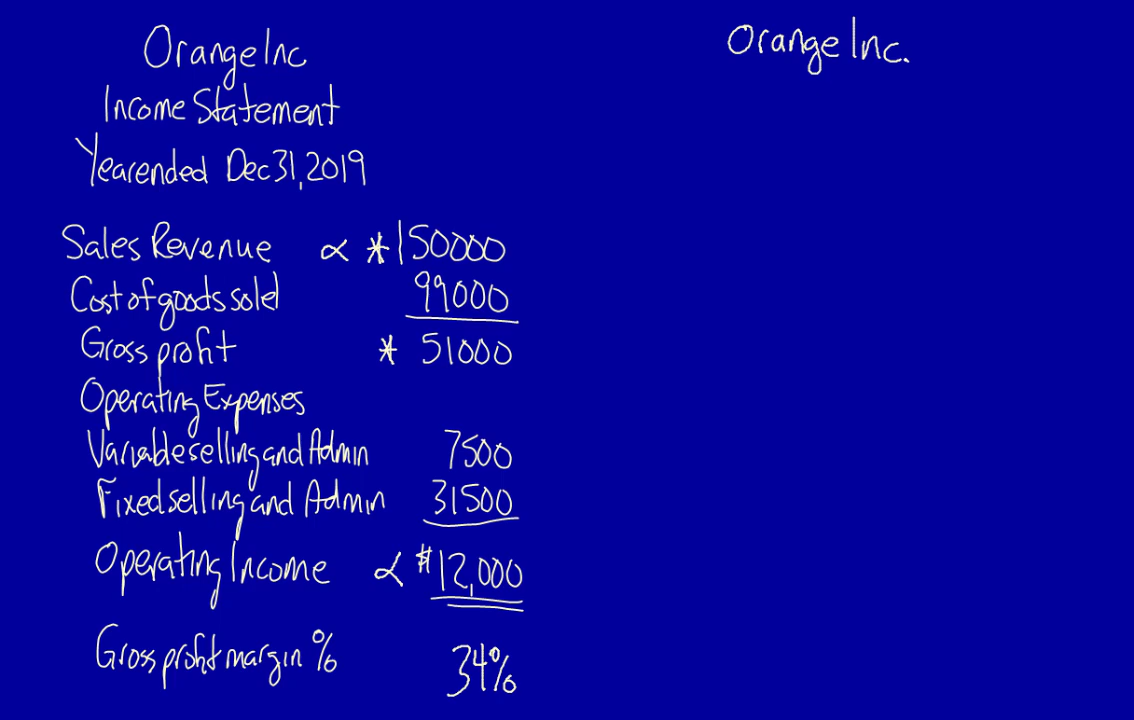 Orange Inc
Income Statement
Year ended Dec 31, 2019
Sales Revenue ∝ * 150000
Cost of goods sold 99000
Gross profit * 51000
Operating Expenses
Variable selling and Admin 7500
Fixed selling and Admin 31500
Operating Income ∝ # 12,000
Gross profit margin % 34%
Orange Inc.